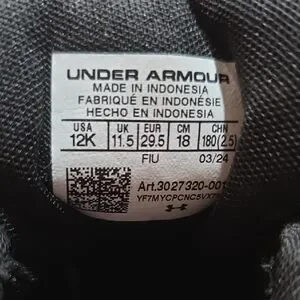 UNDER ARMOUR
MADE IN INDONESIA
FABRIQUÉ EN INDONÉSIE
HECHO EN INDONESIA
USA UK EUR CM CHN
12K 11.5 29.5 18 180(2.5)
FIU 03/24
Art.3027320-001